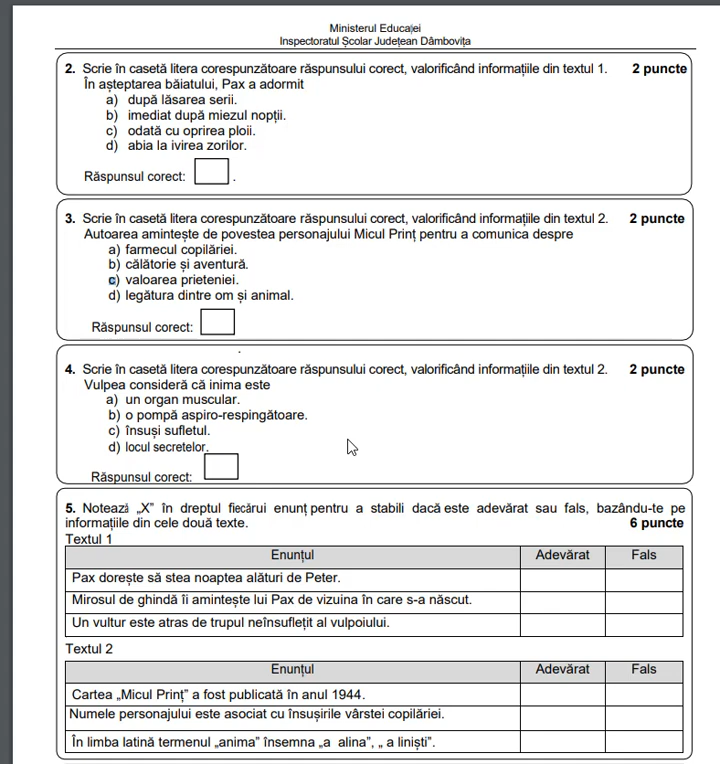 Ministerul Educației
Inspectoratul Școlar Județean Dâmbovița
2. Scrie în casetă litera corespunzătoare răspunsului corect, valorificând informațiile din textul 1. 2 puncte
În așteptarea băiatului, Pax a adormit
a) după lăsarea serii.
b) imediat după miezul nopții.
c) odată cu oprirea ploii.
d) abia la ivirea zorilor.
Răspunsul corect: .
3. Scrie în casetă litera corespunzătoare răspunsului corect, valorificând informațiile din textul 2. 2 puncte
Autoarea amintește de povestea personajului Micul Prinț pentru a comunica despre
a) farmecul copilăriei.
b) călătorie și aventură.
c) valoarea prieteniei.
d) legătura dintre om și animal.
Răspunsul corect:
.
4. Scrie în casetă litera corespunzătoare răspunsului corect, valorificând informațiile din textul 2. 2 puncte
Vulpea consideră că inima este
a) un organ muscular.
b) o pompă aspiro-respingătoare.
c) însuși sufletul.
d) locul secretelor.
Răspunsul corect:
5. Notează „X” în dreptul fiecărui enunț pentru a stabili dacă este adevărat sau fals, bazându-te pe
informațiile din cele două texte. 6 puncte
Textul 1
Enunțul Adevărat Fals
Pax dorește să stea noaptea alături de Peter.
Mirosul de ghindă îi amintește lui Pax de vizuina în care s-a născut.
Un vultur este atras de trupul neînsuflețit al vulpoiului.
Textul 2
Enunțul Adevărat Fals
Cartea „Micul Prinț” a fost publicată în anul 1944.
Numele personajului este asociat cu însușirile vârstei copilăriei.
În limba latină termenul „anima” însemna „a alina”, „ a liniști”.